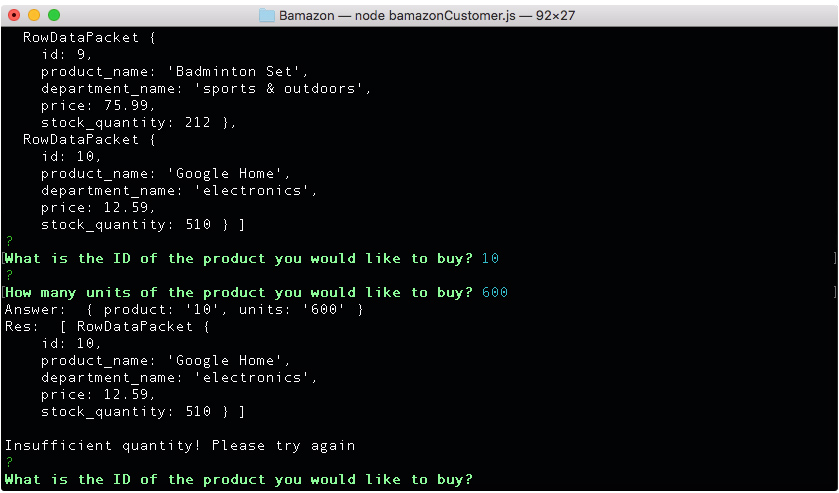 Bamazon — node bamazonCustomer.js — 92×27
RowDataPacket {
id: 9,
product_name: 'Badminton Set',
department_name: 'sports & outdoors',
price: 75.99,
stock_quantity: 212 },
RowDataPacket {
id: 10,
product_name: 'Google Home',
department_name: 'electronics',
price: 12.59,
stock_quantity: 510 } ]
?
[What is the ID of the product you would like to buy? 10 ]
?
[How many units of the product you would like to buy? 600 ]
Answer:  { product: '10', units: '600' }
Res:  [ RowDataPacket {
id: 10,
product_name: 'Google Home',
department_name: 'electronics',
price: 12.59,
stock_quantity: 510 } ]
Insufficient quantity! Please try again
?
What is the ID of the product you would like to buy?